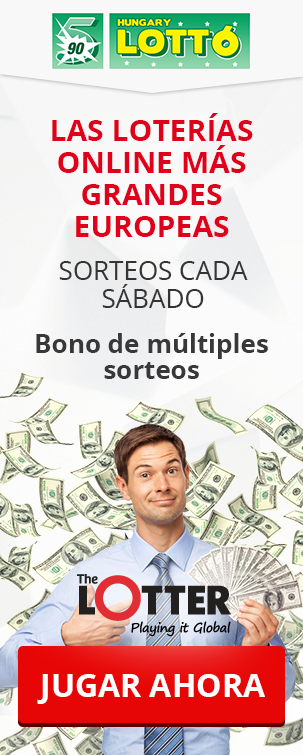 5
90
HUNGARY
LOTTÓ
LAS LOTERÍAS
ONLINE MÁS
GRANDES
EUROPEAS
SORTEOS CADA
SÁBADO
Bono de múltiples
sorteos
The
LOTTER
Playing it Global
JUGAR AHORA